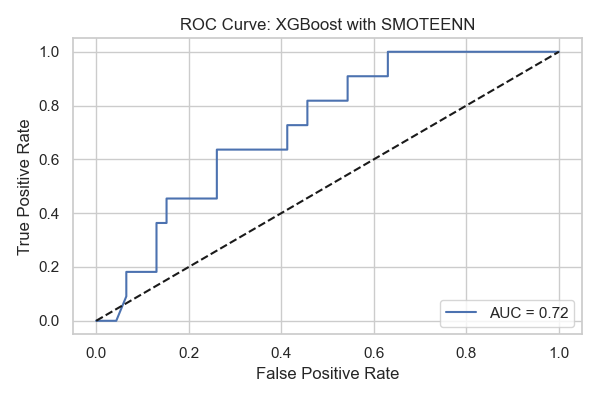 ROC Curve: XGBoost with SMOTEENN
1.0
0.8
0.6
0.4
0.2
0.0
True Positive Rate
AUC = 0.72
0.0 0.2 0.4 0.6 0.8 1.0
False Positive Rate